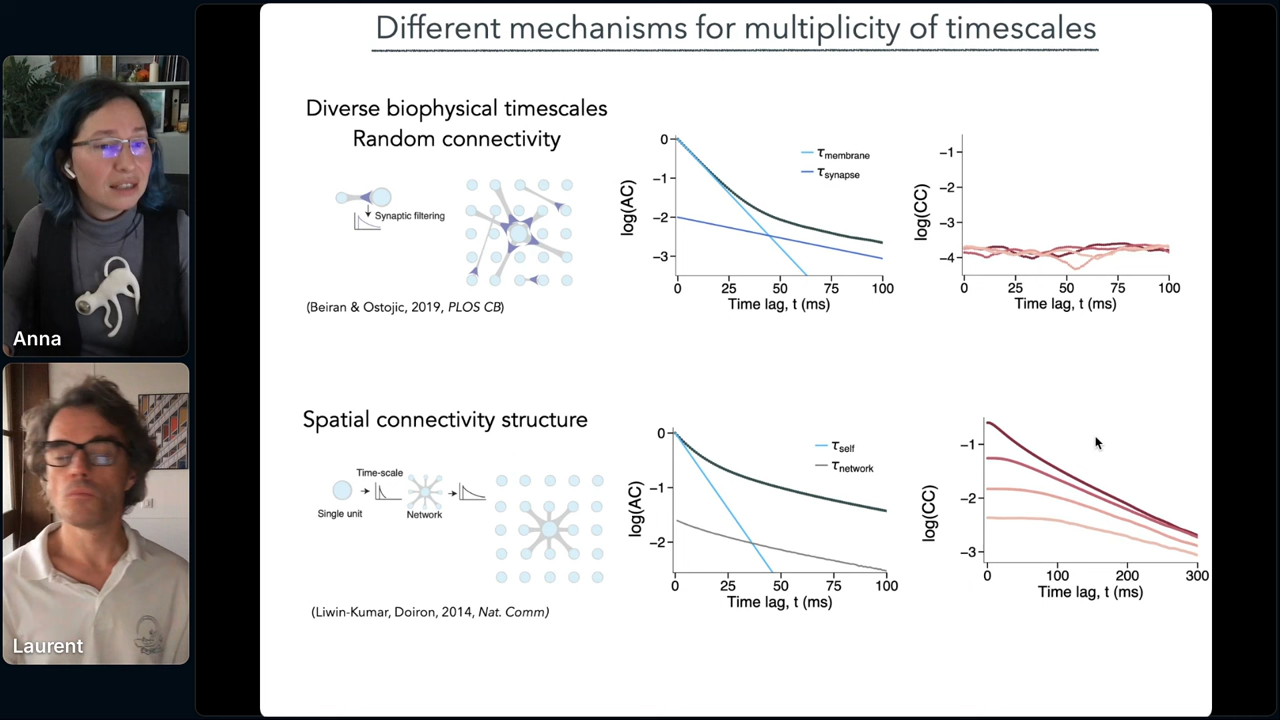 Different mechanisms for multiplicity of timescales
Diverse biophysical timescales
Random connectivity
Synaptic filtering
(Beiran & Ostojic, 2019, PLOS CB)
log(AC)
0
−1
−2
−3
τmembrane
τsynapse
0 25 50 75 100
Time lag, t (ms)
log(CC)
−1
−2
−3
−4
0 25 50 75 100
Time lag, t (ms)
Anna
Spatial connectivity structure
Time-scale
Single unit
Network
(Liwin-Kumar, Doiron, 2014, Nat. Comm)
log(AC)
0
−1
−2
τself
τnetwork
0 25 50 75 100
Time lag, t (ms)
log(CC)
−1
−2
−3
0 100 200 300
Time lag, t (ms)
Laurent